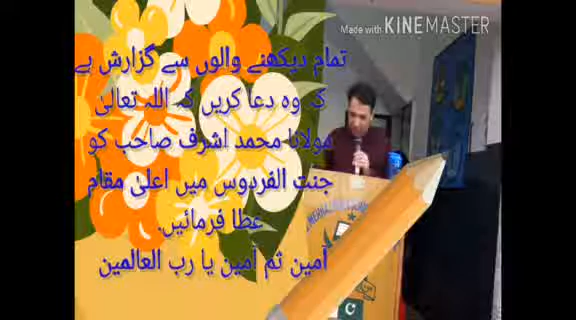 Made with KINEMASTER
تمام دیکھنے والوں سے گزارش ہے
کہ وہ دعا کریں کہ اللہ تعالیٰ
مولانا محمد اشرف صاحب کو
جنت الفردوس میں اعلیٰ مقام
عطا فرمائیں.
آمین ثم آمین یا رب العالمین